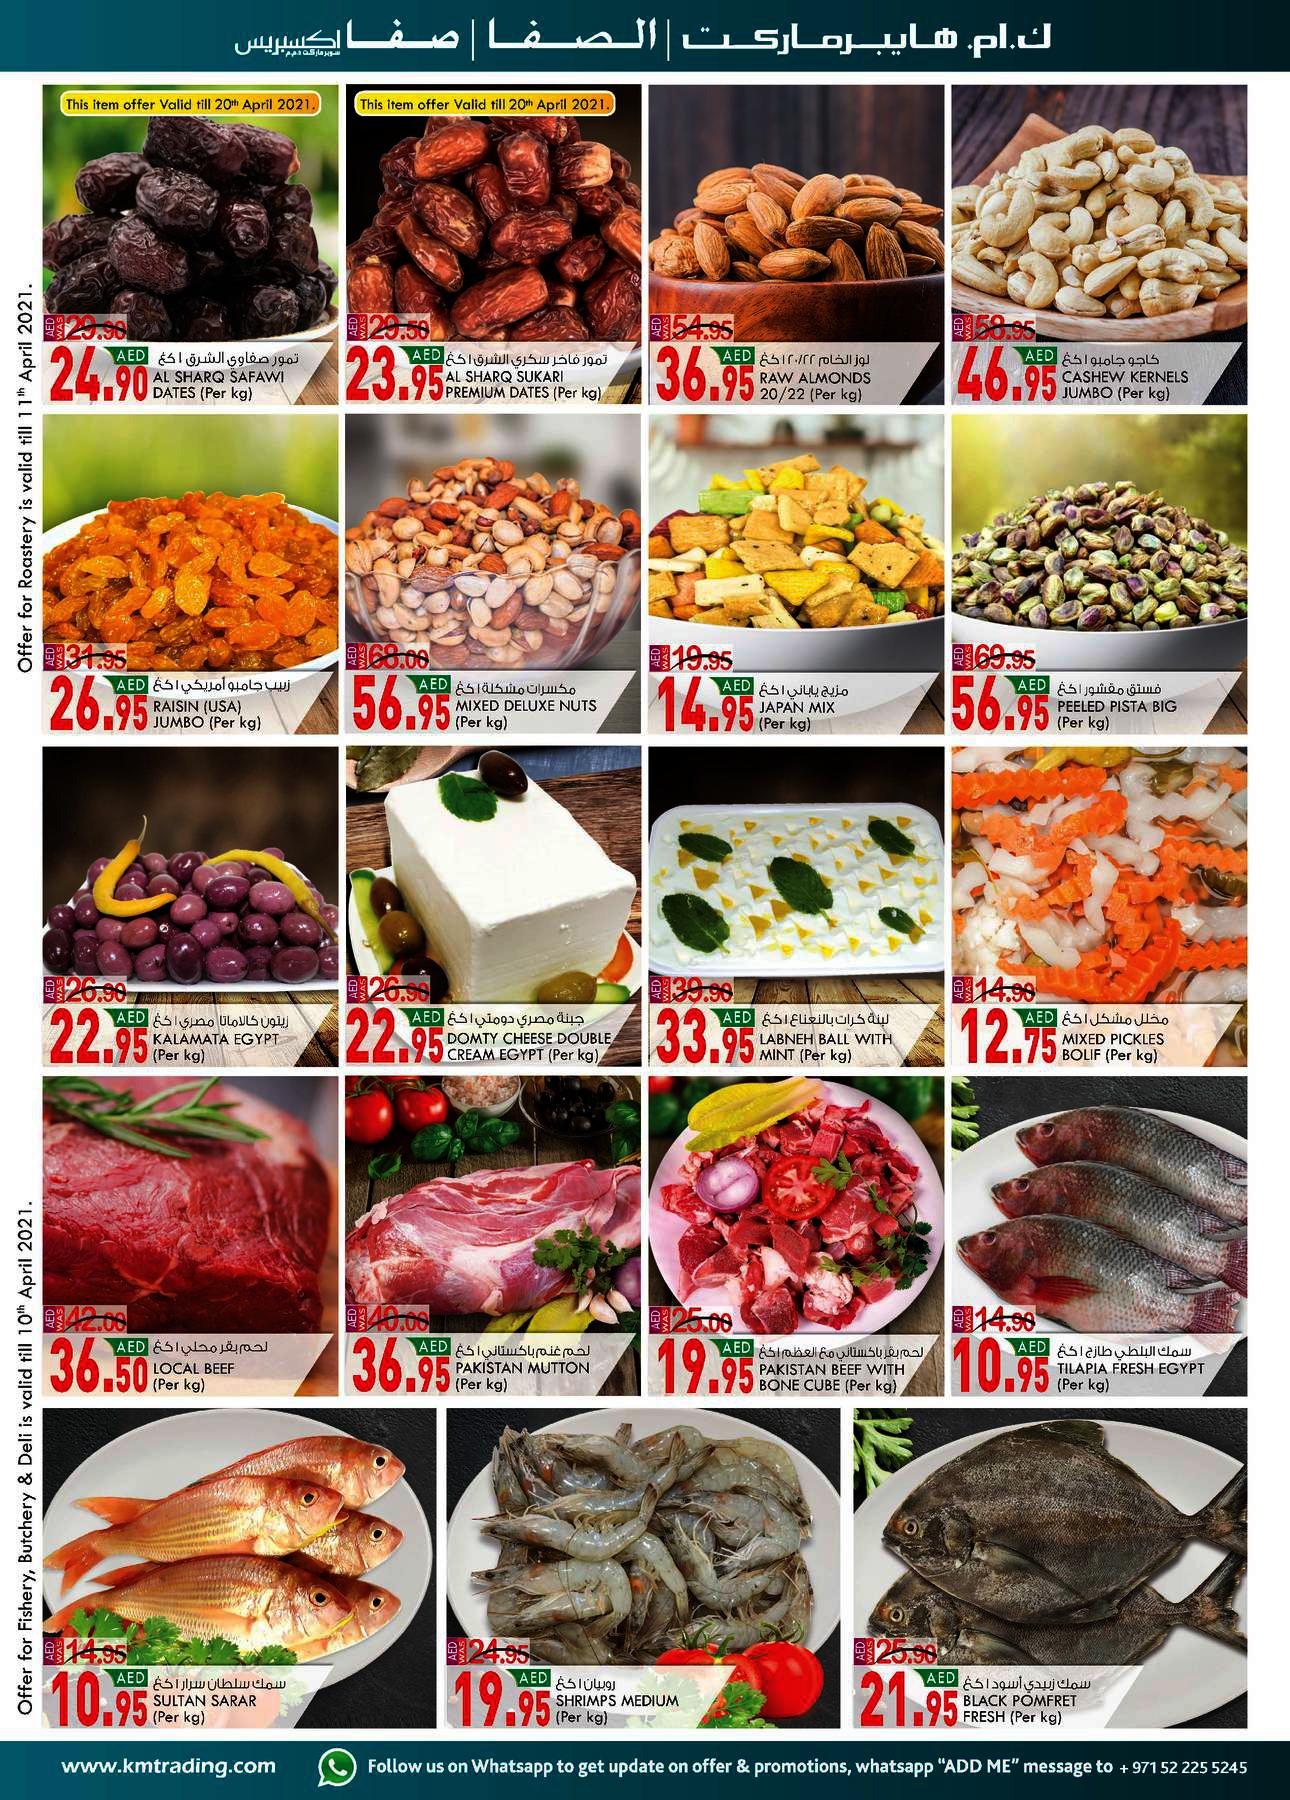 ك.ام. هايبرماركت | الصفا | صفا اكسبريس
سوبرماركت ذ.م.م
Offer for Roastery is valid till 11th April 2021.
This item offer Valid till 20th April 2021.
AED WAS 29.90
24.90 AED
تمور صفاوي الشرق ١ كغ
AL SHARQ SAFAWI
DATES (Per kg)
This item offer Valid till 20th April 2021.
AED WAS 29.50
23.95 AED
تمور فاخر سكري الشرق ١ كغ
AL SHARQ SUKARI
PREMIUM DATES (Per kg)
AED WAS 54.95
36.95 AED
لوز الخام ٢٠/٢٢ ١ كغ
RAW ALMONDS
20/22 (Per kg)
AED WAS 58.95
46.95 AED
كاجو جامبو ١ كغ
CASHEW KERNELS
JUMBO (Per kg)
AED WAS 31.95
26.95 AED
زبيب جامبو أمريكي ١ كغ
RAISIN (USA)
JUMBO (Per kg)
AED WAS 68.00
56.95 AED
مكسرات مشكلة ١ كغ
MIXED DELUXE NUTS
(Per kg)
AED WAS 19.95
14.95 AED
مزيج ياباني ١ كغ
JAPAN MIX
(Per kg)
AED WAS 69.95
56.95 AED
فستق مقشور ١ كغ
PEELED PISTA BIG
(Per kg)
AED WAS 26.90
22.95 AED
زيتون كالاماتا مصري ١ كغ
KALAMATA EGYPT
(Per kg)
AED WAS 26.90
22.95 AED
جبنة مصري دومتي ١ كغ
DOMTY CHEESE DOUBLE
CREAM EGYPT (Per kg)
AED WAS 39.90
33.95 AED
لبنة كرات بالنعناع ١ كغ
LABNEH BALL WITH
MINT (Per kg)
AED WAS 14.90
12.75 AED
مخلل مشكل ١ كغ
MIXED PICKLES
BOLIF (Per kg)
Offer for Fishery, Butchery & Deli is valid till 10th April 2021.
AED WAS 42.00
36.50 AED
لحم بقر محلي ١ كغ
LOCAL BEEF
(Per kg)
AED WAS 40.00
36.95 AED
لحم غنم باكستاني ١ كغ
PAKISTAN MUTTON
(Per kg)
AED WAS 25.00
19.95 AED
لحم بقر باكستاني مع العظم ١ كغ
PAKISTAN BEEF WITH
BONE CUBE (Per kg)
AED WAS 14.90
10.95 AED
سمك البلطي طازج ١ كغ
TILAPIA FRESH EGYPT
(Per kg)
AED WAS 14.95
10.95 AED
سمك سلطان سرار ١ كغ
SULTAN SARAR
(Per kg)
AED WAS 24.95
19.95 AED
روبيان ١ كغ
SHRIMPS MEDIUM
(Per kg)
AED WAS 25.90
21.95 AED
سمك زبيدي أسود ١ كغ
BLACK POMFRET
FRESH (Per kg)
www.kmtrading.com
Follow us on Whatsapp to get update on offer & promotions, whatsapp “ADD ME” message to + 971 52 225 5245